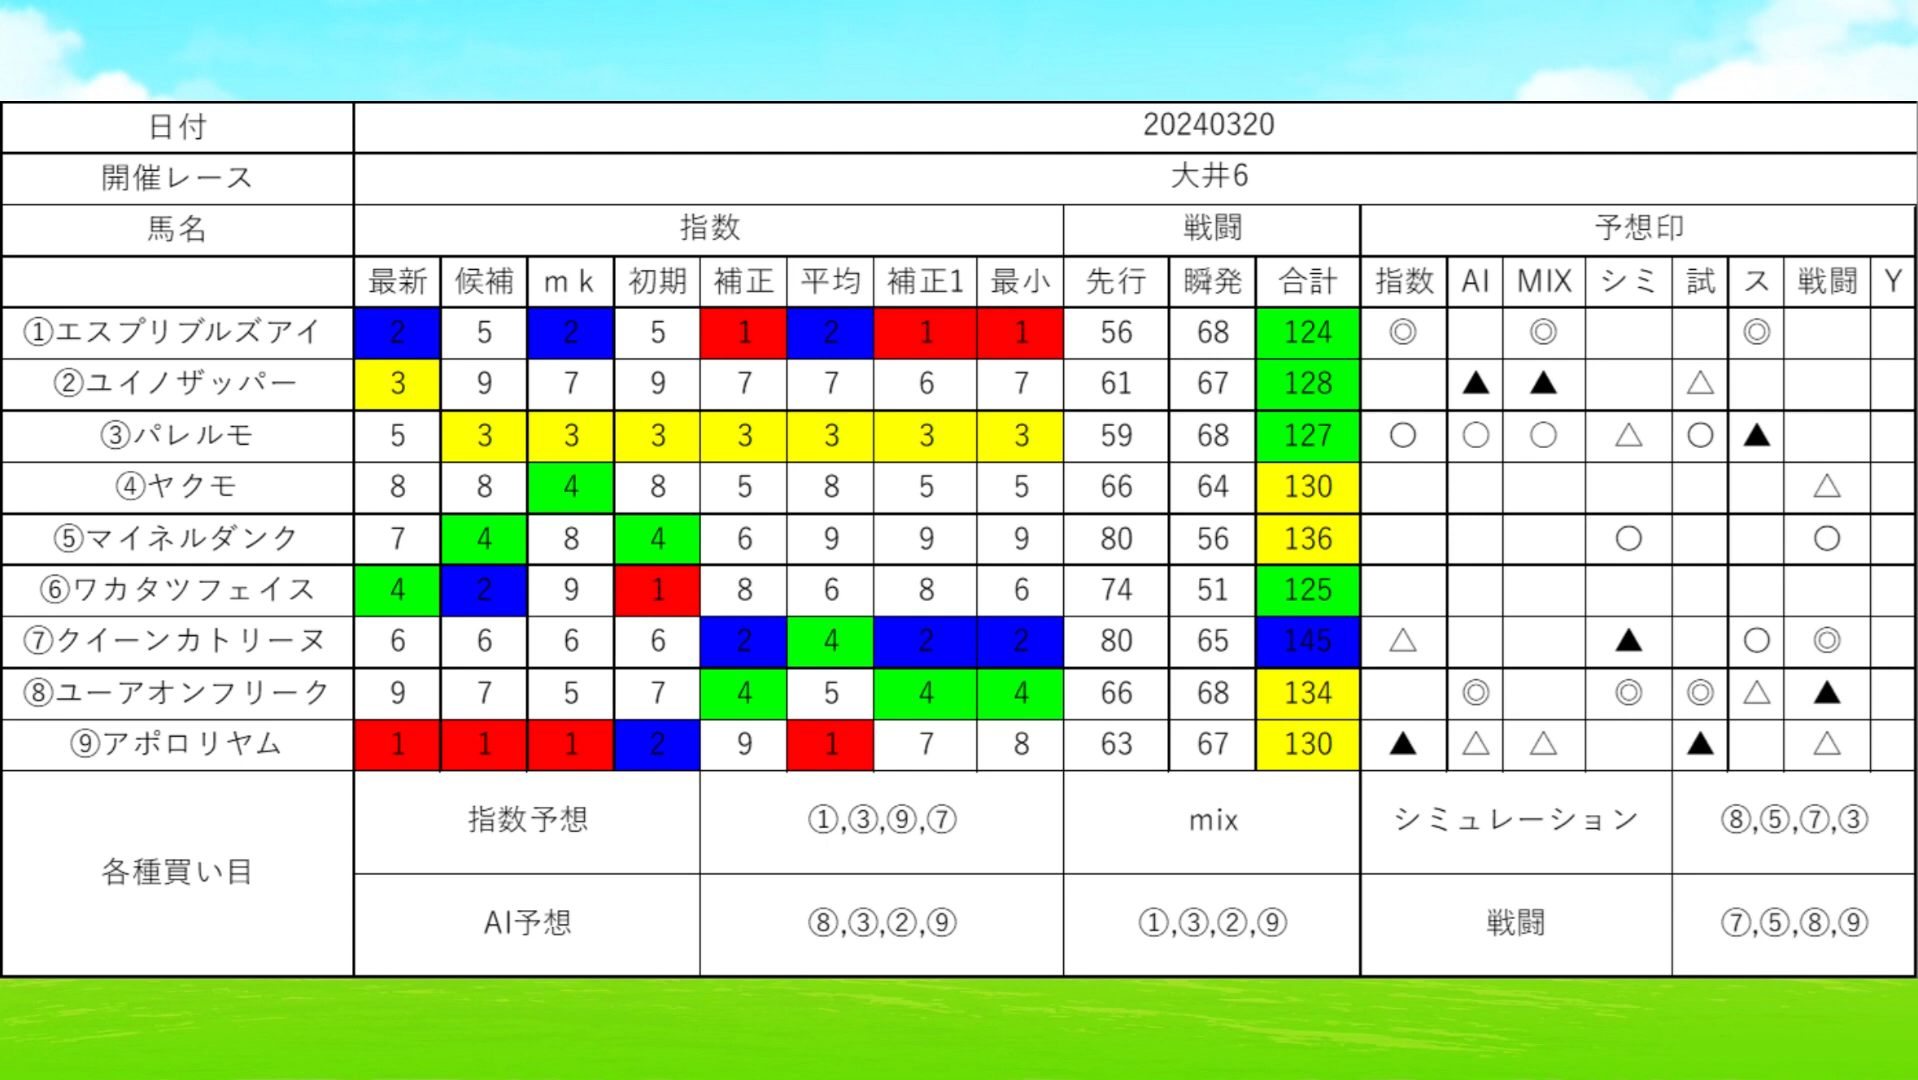 日付 20240320
開催レース 大井6
馬名 指数 戦闘 予想印
最新 候補 mk 初期 補正 平均 補正1 最小 先行 瞬発 合計 指数 AI MIX シミ 試 ス 戦闘 Y
①エスプリブルズアイ 2 5 2 5 1 2 1 1 56 68 124 ◎ ◎ ◎
②ユイノザッパー 3 9 7 9 7 7 6 7 61 67 128 ▲ ▲ △
③パレルモ 5 3 3 3 3 3 3 3 59 68 127 ○ ○ ○ △ ○ ▲
④ヤクモ 8 8 4 8 5 8 5 5 66 64 130 △
⑤マイネルダンク 7 4 8 4 6 9 9 9 80 56 136 ○ ○
⑥ワカタツフェイス 4 2 9 1 8 6 8 6 74 51 125
⑦クイーンカトリーヌ 6 6 6 6 2 4 2 2 80 65 145 △ ▲ ○ ◎
⑧ユーアオンフリーク 9 7 5 7 4 5 4 4 66 68 134 ◎ ◎ ◎ △ ▲
⑨アポロリヤム 1 1 1 2 9 1 7 8 63 67 130 ▲ △ △ ▲ △
各種買い目
指数予想 ①,③,⑨,⑦ mix シミュレーション ⑧,⑤,⑦,③
AI予想 ⑧,③,②,⑨ ①,③,②,⑨ 戦闘 ⑦,⑤,⑧,⑨